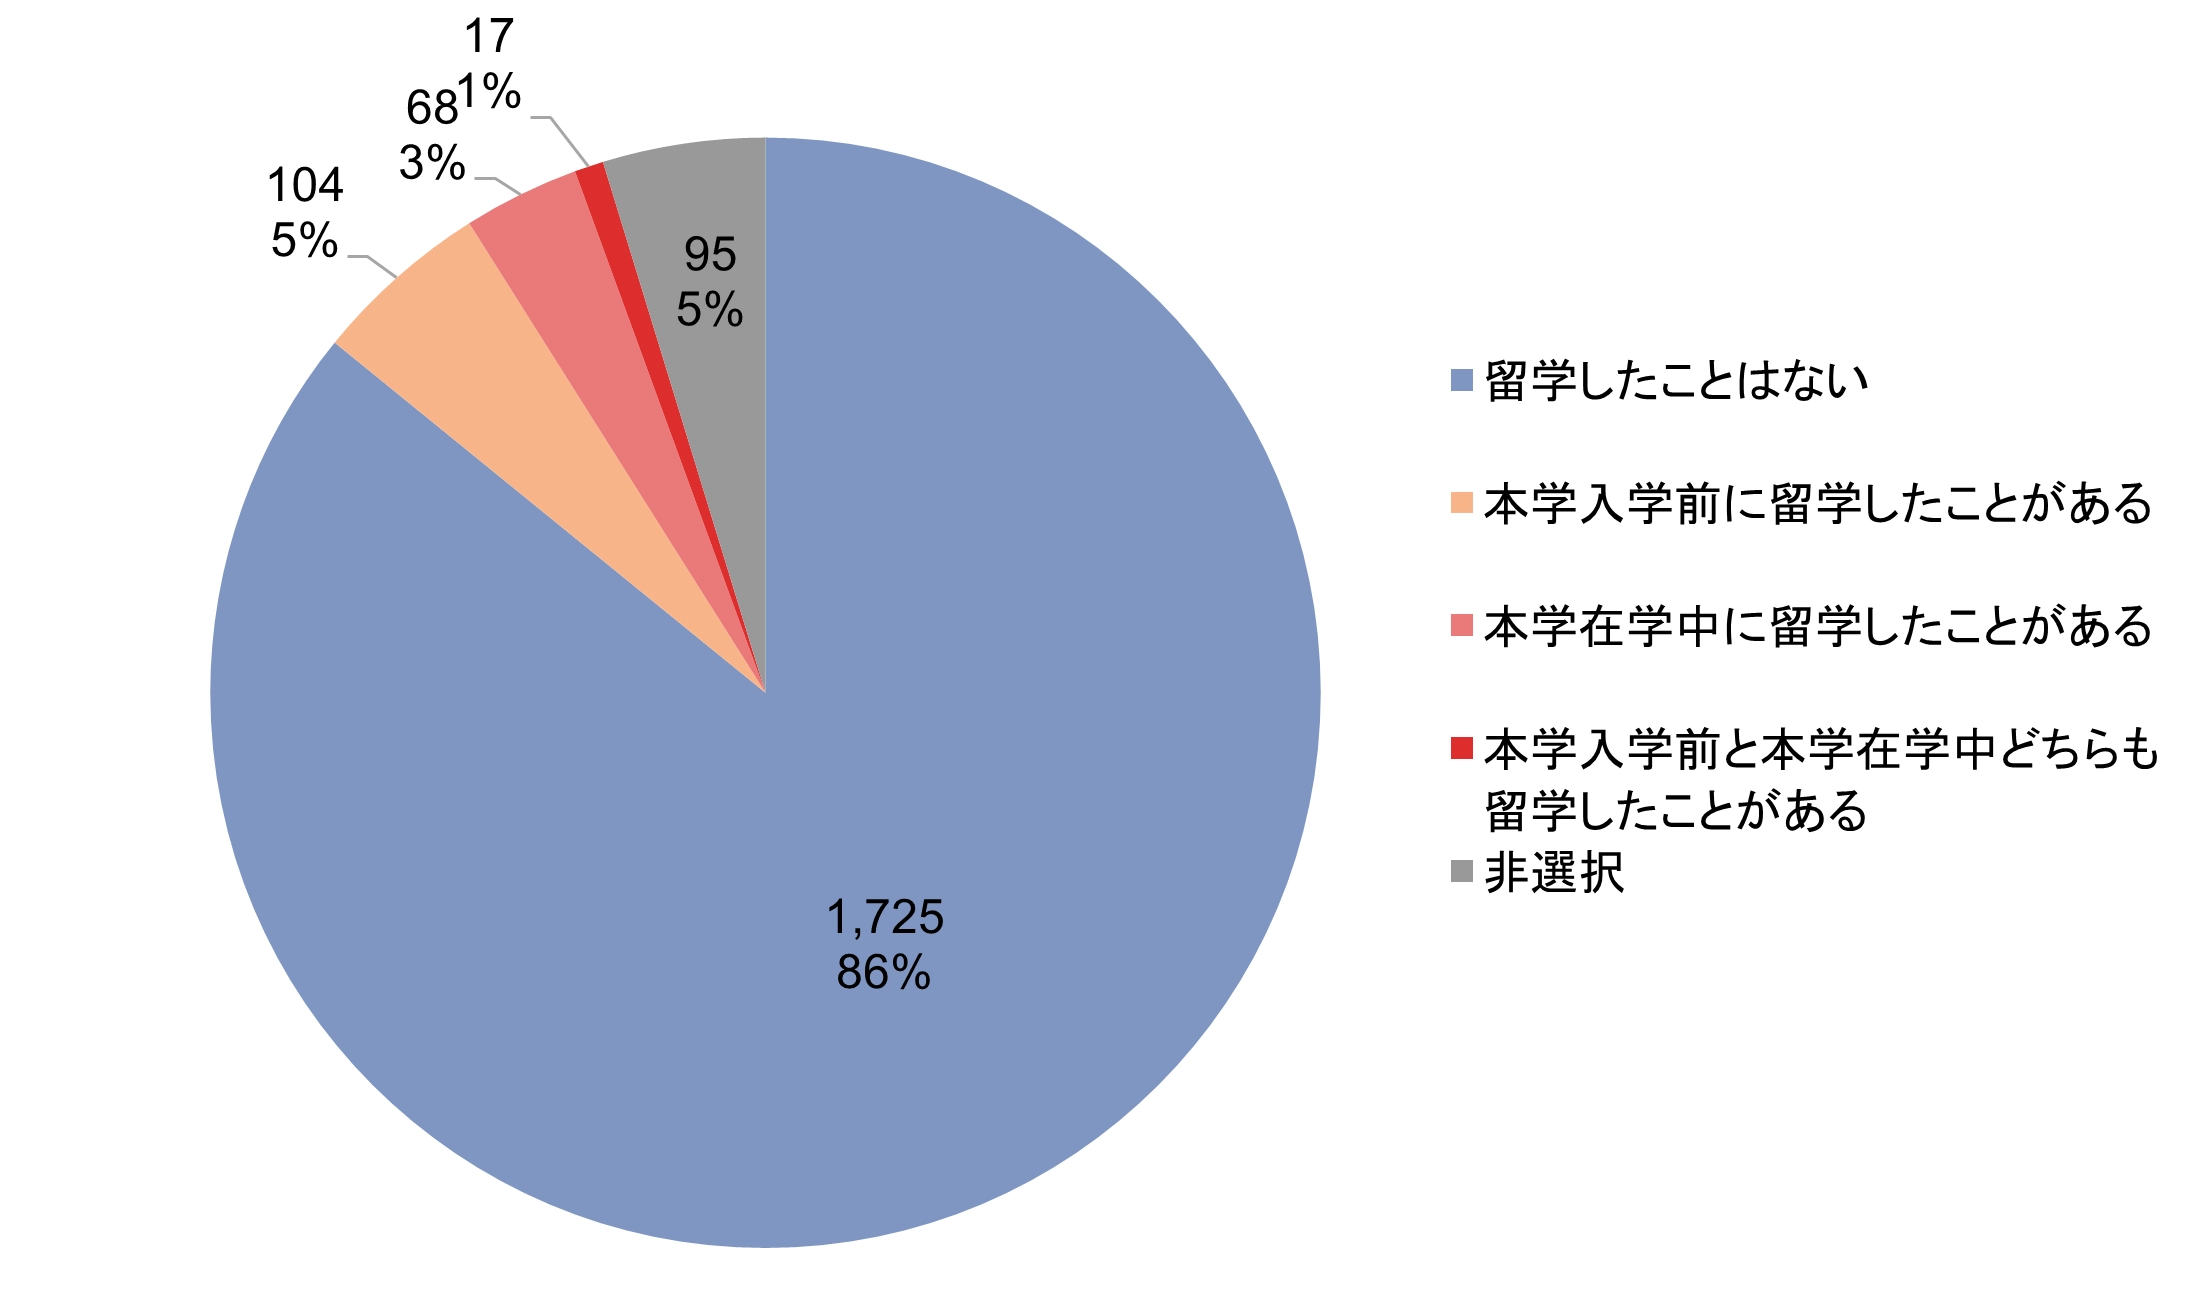 17
1%
68
3%
104
5%
95
5%
1,725
86%
留学したことはない
本学入学前に留学したことがある
本学在学中に留学したことがある
本学入学前と本学在学中どちらも
留学したことがある
非選択